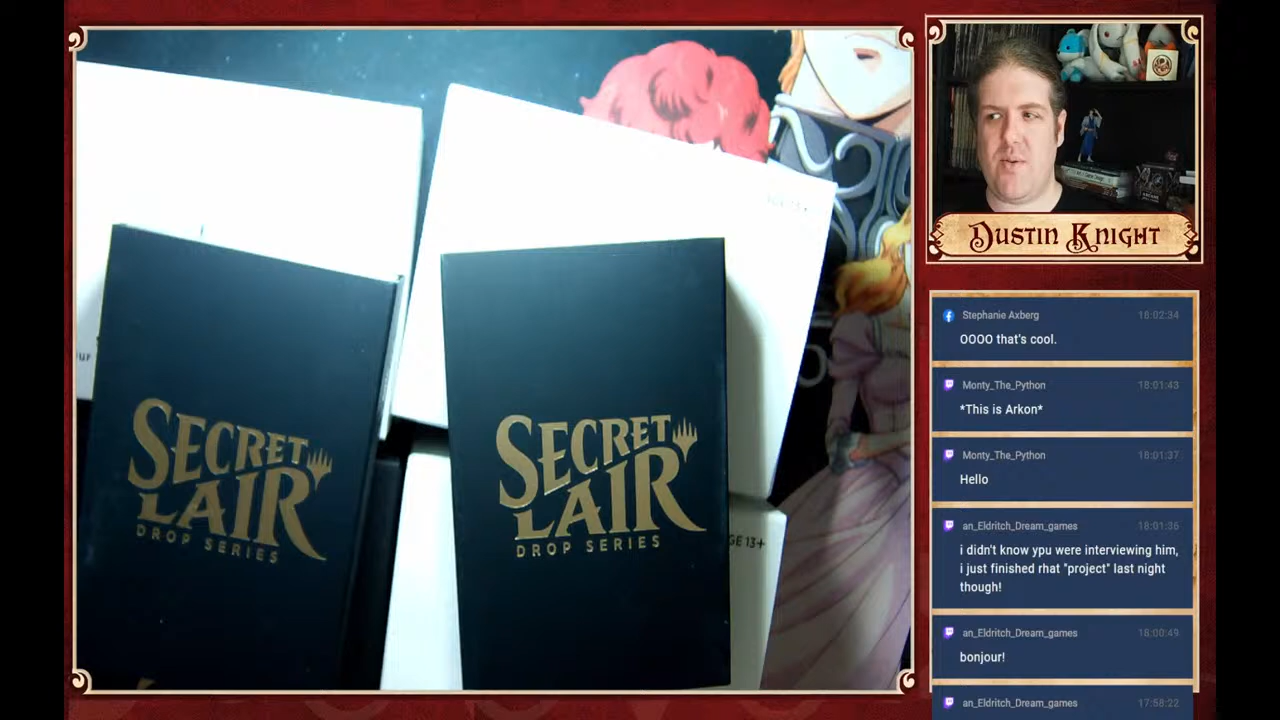 SECRET
LAIR
DROP SERIES
SECRET
LAIR
DROP SERIES
GE 13+
Dustin Knight
Stephanie Axberg 18:02:34
OOOO that's cool.
Monty_The_Python 18:01:43
*This is Arkon*
Monty_The_Python 18:01:37
Hello
an_Eldritch_Dream_games 18:01:36
i didn't know ypu were interviewing him,
i just finished rhat "project" last night
though!
an_Eldritch_Dream_games 18:00:49
bonjour!
an_Eldritch_Dream_games 17:58:22